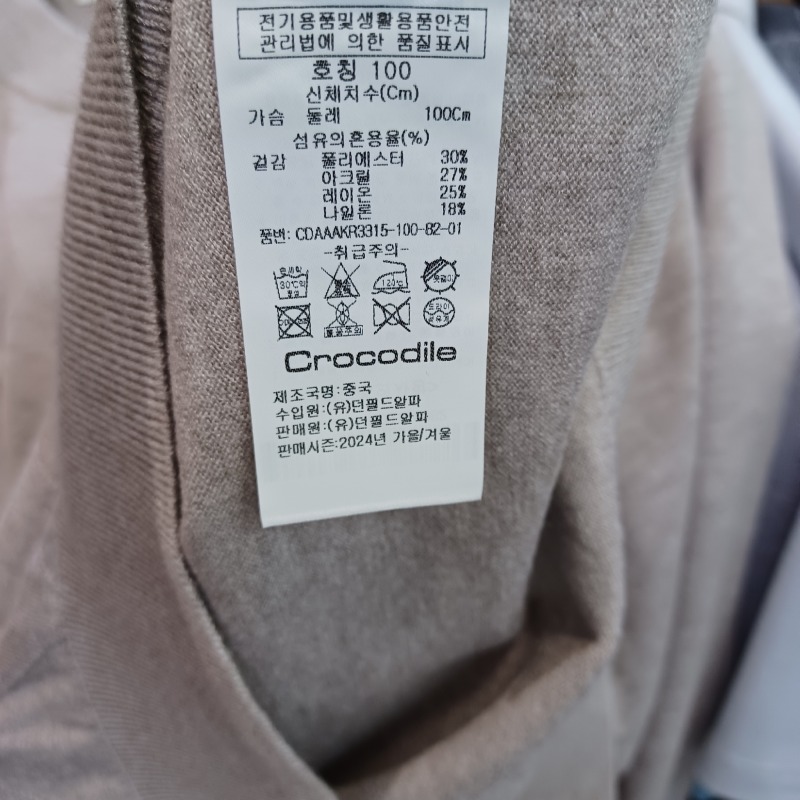 전기용품및생활용품안전
관리법에 의한 품질표시
호칭 100
신체치수(Cm)
가슴 둘레 100Cm
섬유의혼용율(%)
겉감 폴리에스터 30%
아크릴 27%
레이온 25%
나일론 18%
품번: CDAAAKR3315-100-82-01
-취급주의-
30℃
120℃
Crocodile
제조국명:중국
수입원:(유)던필드알파
판매원:(유)던필드알파
판매시즌:2024년 가을/겨울